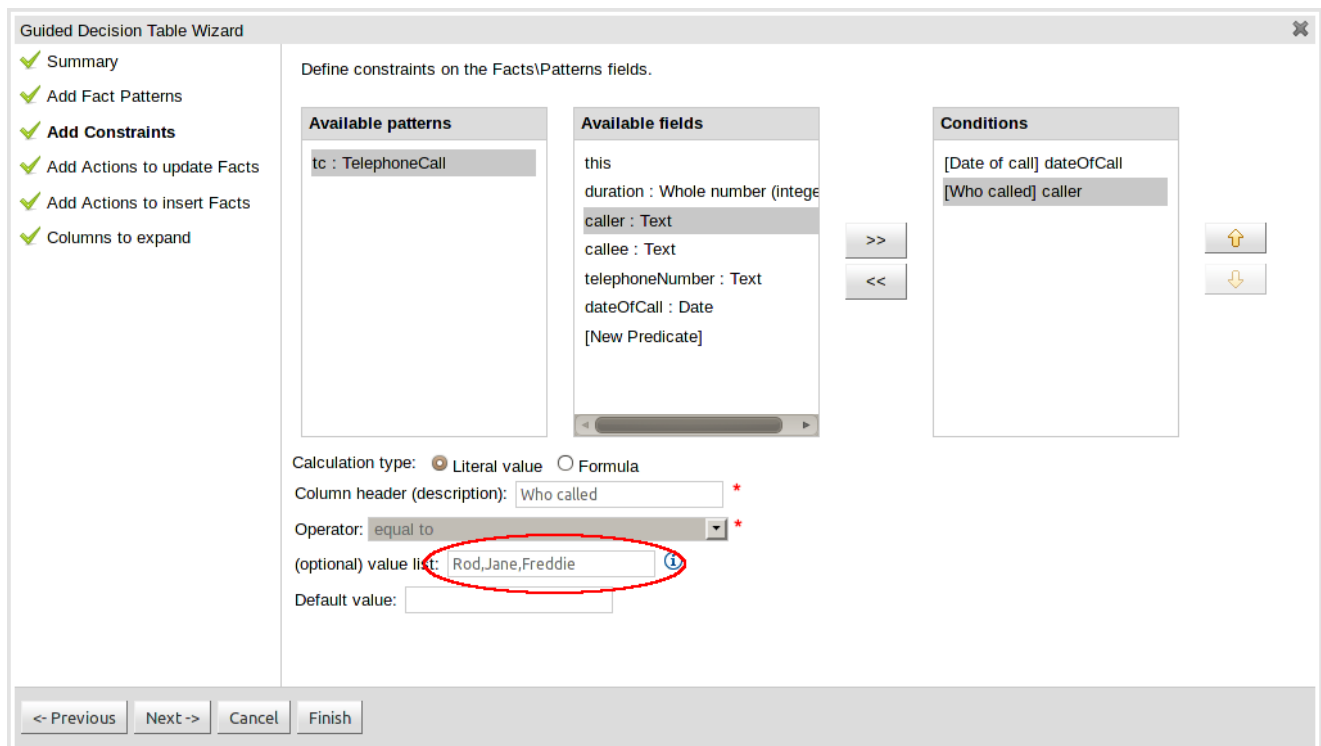 Guided Decision Table Wizard
Summary
Add Fact Patterns
Add Constraints
Add Actions to update Facts
Add Actions to insert Facts
Columns to expand
Define constraints on the Facts\Patterns fields.
Available patterns
tc : TelephoneCall
Available fields
this
duration : Whole number (intege
caller : Text
callee : Text
telephoneNumber : Text
dateOfCall : Date
[New Predicate]
>>
<<
Conditions
[Date of call] dateOfCall
[Who called] caller
Calculation type: Literal value Formula
Column header (description): Who called *
Operator: equal to *
(optional) value list: Rod,Jane,Freddie
Default value:
<- Previous Next -> Cancel Finish